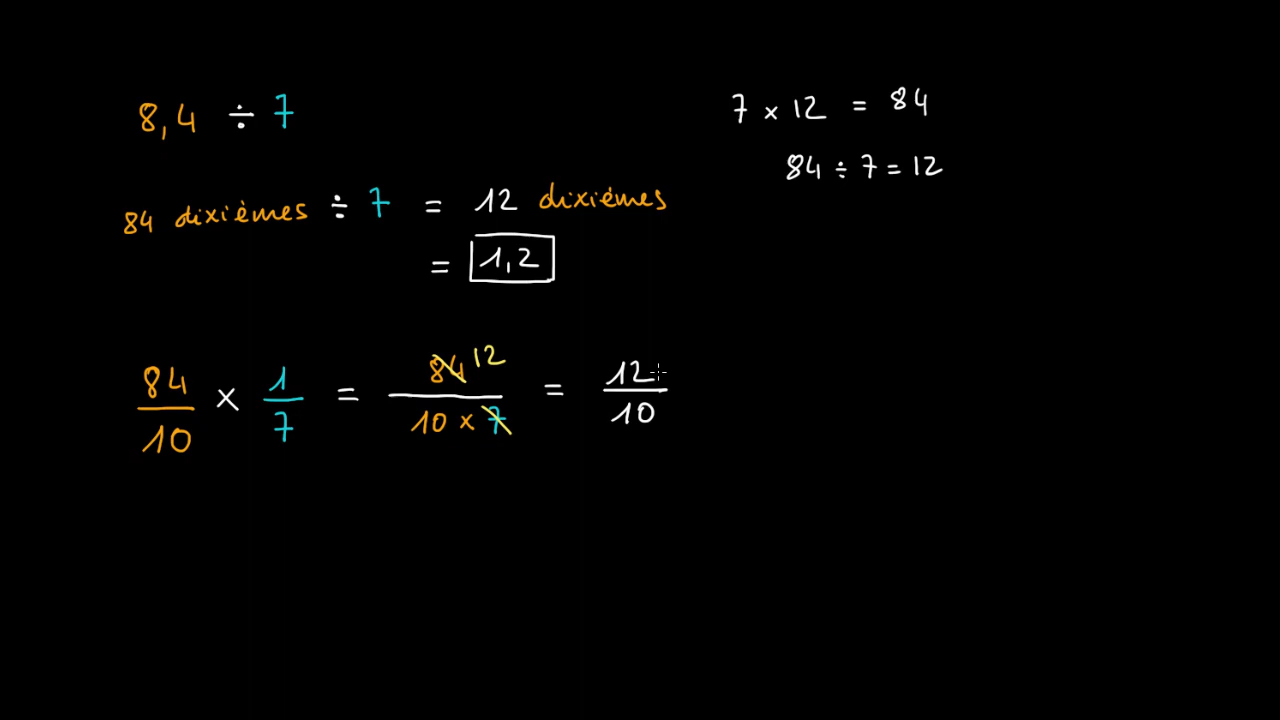 8,4 ÷ 7
84 dixièmes ÷ 7 = 12 dixièmes
= 1,2
84/10 × 1/7 = 84 12/10 × 7 = 12/10
7 × 12 = 84
84 ÷ 7 = 12